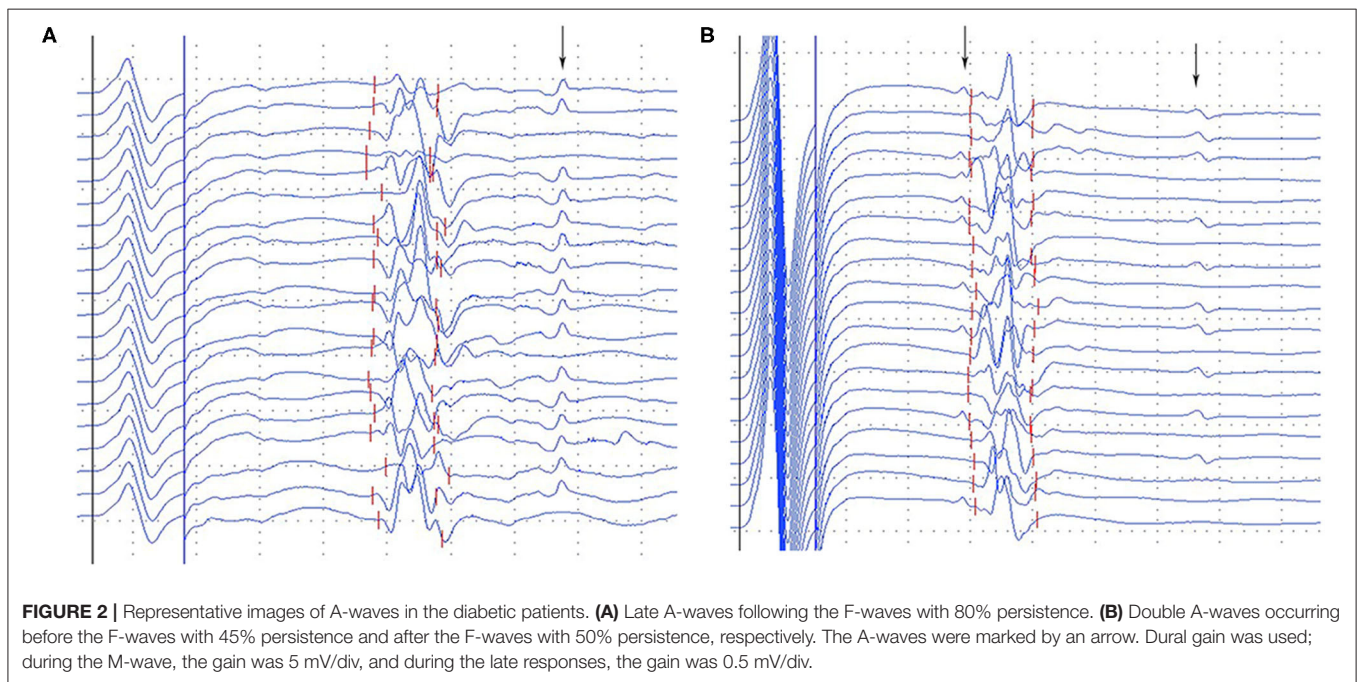 A
B
FIGURE 2 | Representative images of A-waves in the diabetic patients. (A) Late A-waves following the F-waves with 80% persistence. (B) Double A-waves occurring
before the F-waves with 45% persistence and after the F-waves with 50% persistence, respectively. The A-waves were marked by an arrow. Dural gain was used;
during the M-wave, the gain was 5 mV/div, and during the late responses, the gain was 0.5 mV/div.